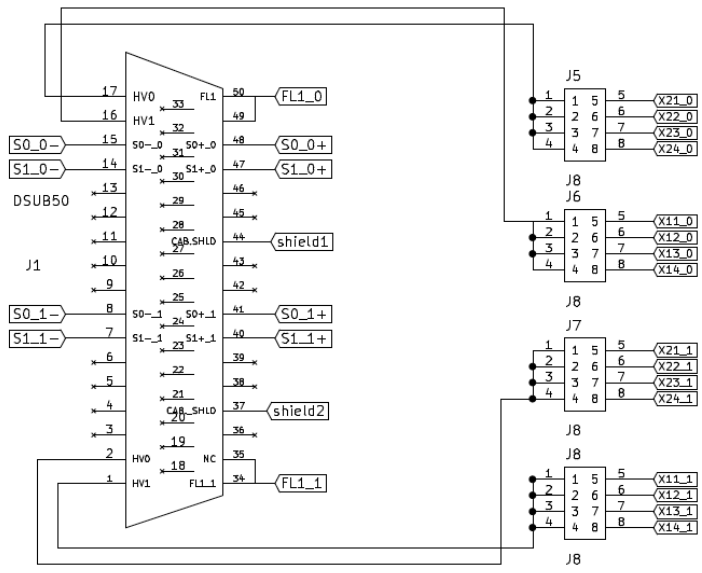 J5
17 HV0 33 FL1 50 FL1_0
16 HV1 49
15 S0-_0 32 S0+_0 48
S0_0- S0_0+
14 S1-_0 31 S1+_0 47
S1_0- S1_0+
13 30 46
DSUB50
12 29 45
11 28 CAB_SHLD 44 shield1
J1
10 27 43
9 26 42
8 25 S0-_1 S0+_1 41
S0_1- S0_1+
7 24 S1-_1 S1+_1 40
S1_1- S1_1+
6 23 39
5 22 38
4 21 CAB_SHLD 37 shield2
3 20 36
2 HV0 19 NC 35
1 HV1 18 FL1_1 34 FL1_1
1 1 5 5 X21_0
2 2 6 6 X22_0
3 3 7 7 X23_0
4 4 8 8 X24_0
J8
J6
1 1 5 5 X11_0
2 2 6 6 X12_0
3 3 7 7 X13_0
4 4 8 8 X14_0
J8
J7
1 1 5 5 X21_1
2 2 6 6 X22_1
3 3 7 7 X23_1
4 4 8 8 X24_1
J8
J8
1 1 5 5 X11_1
2 2 6 6 X12_1
3 3 7 7 X13_1
4 4 8 8 X14_1
J8